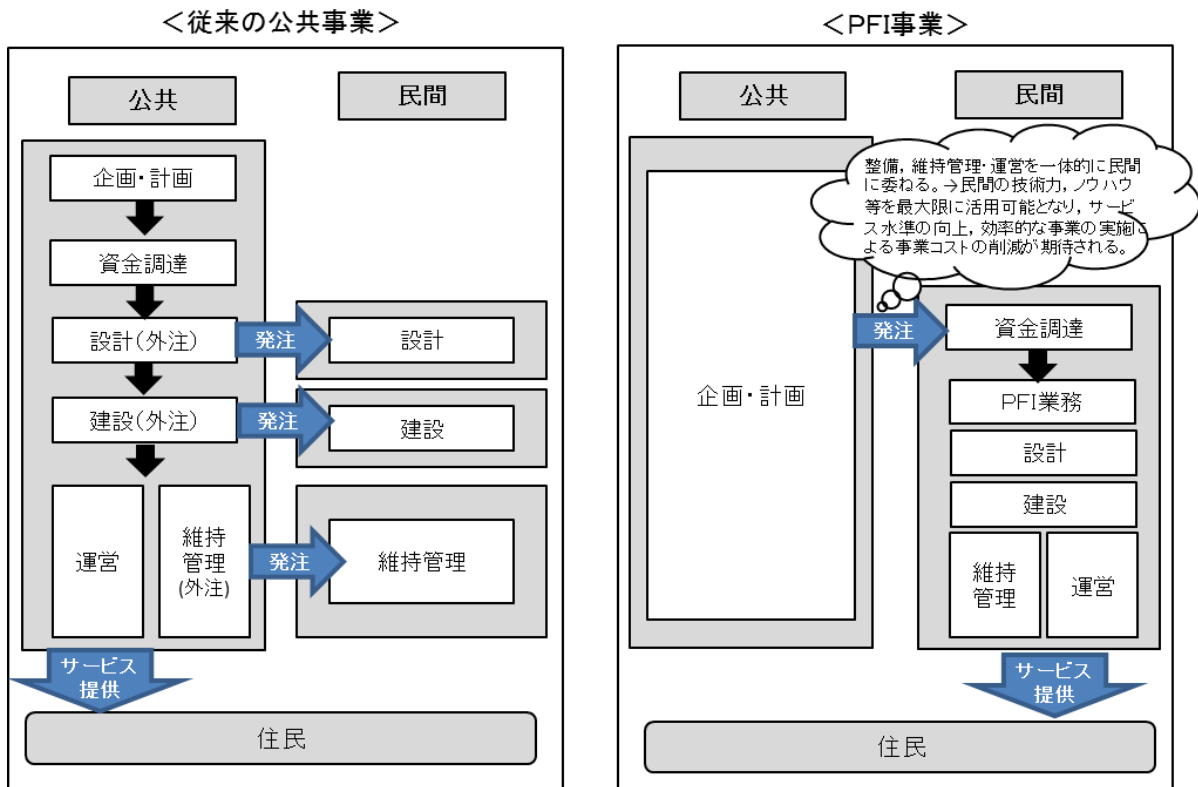 ＜従来の公共事業＞
公共
民間
企画・計画
資金調達
設計(外注)
発注
設計
建設(外注)
発注
建設
運営
維持
管理
(外注)
発注
維持管理
サービス
提供
住民
＜PFI事業＞
公共
民間
整備，維持管理・運営を一体的に民間
に委ねる。→民間の技術力，ノウハウ
等を最大限に活用可能となり，サービ
ス水準の向上，効率的な事業の実施に
よる事業コストの削減が期待される。
企画・計画
発注
資金調達
PFI業務
設計
建設
維持
管理
運営
サービス
提供
住民